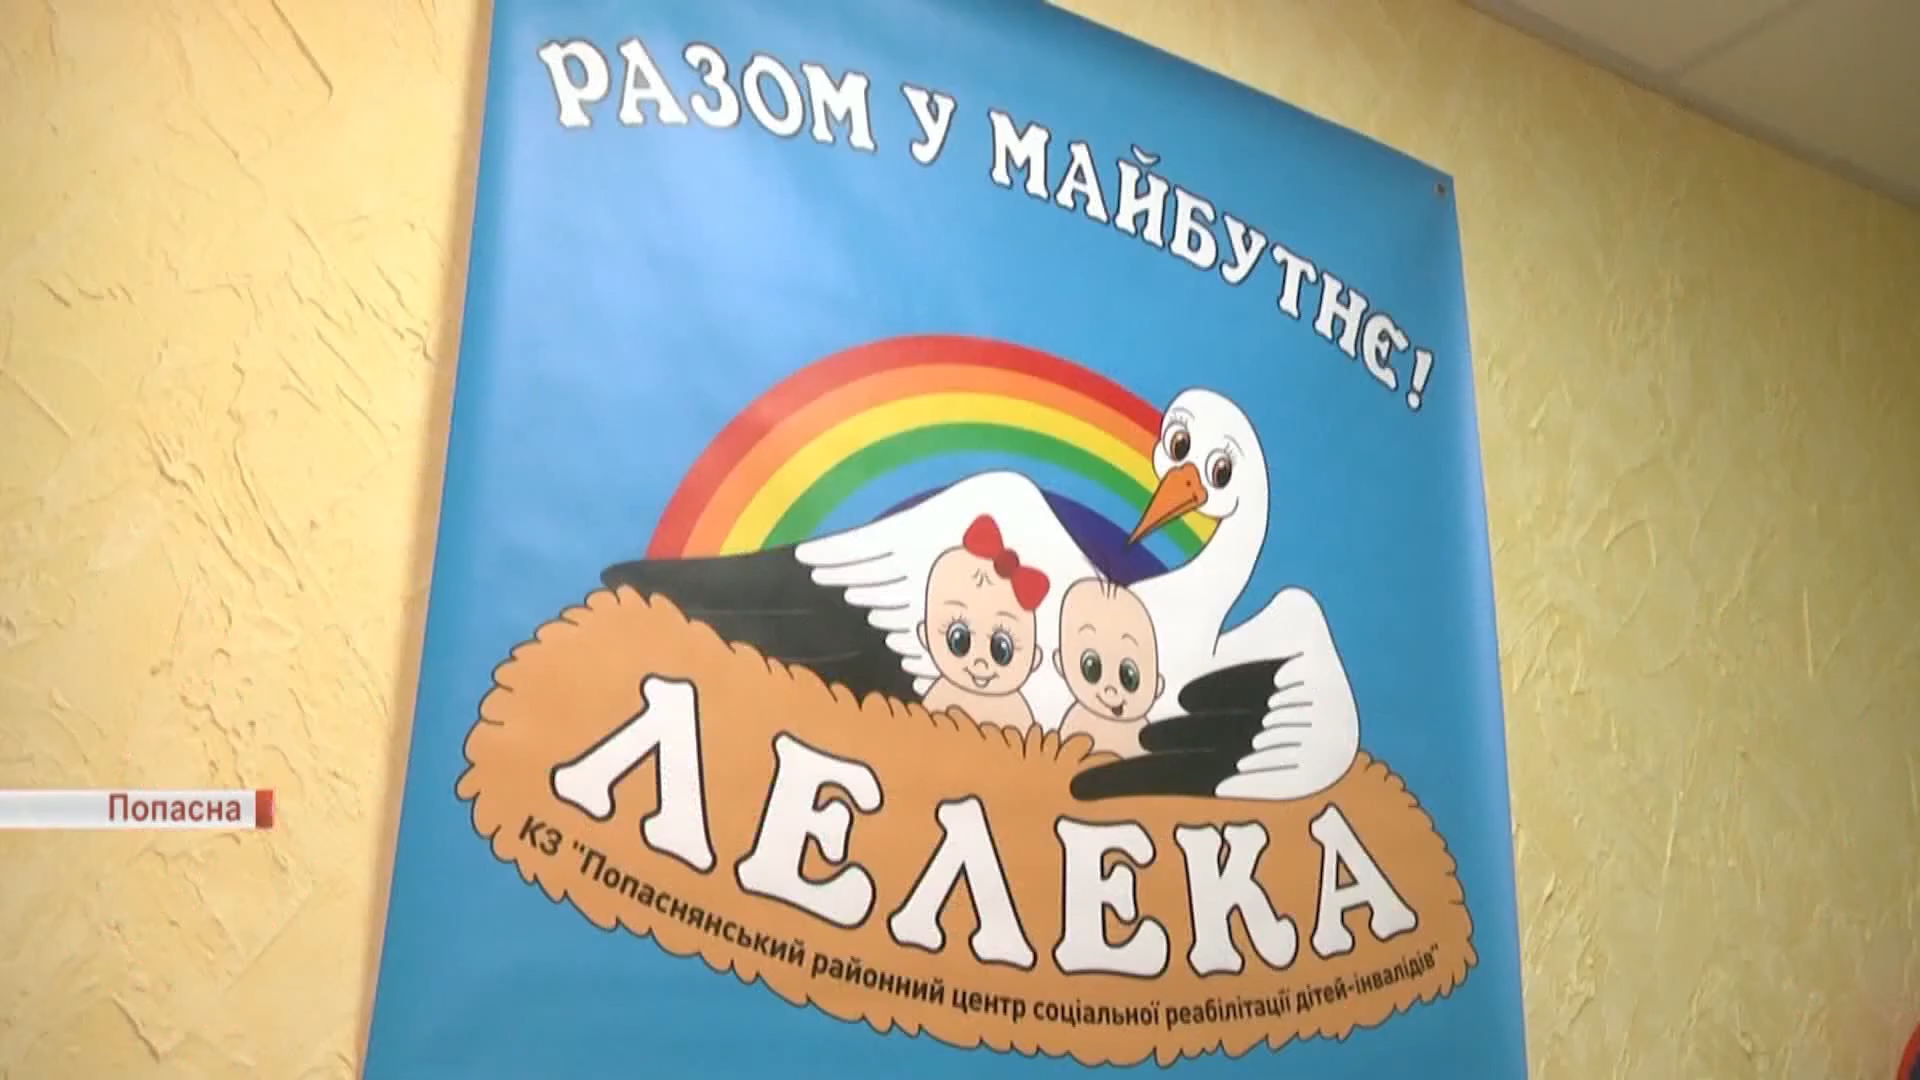 РАЗОМ У МАЙБУТНЄ!
ЛЕЛЕКА
КЗ "Попаснянський районний центр соціальної реабілітації дітей-інвалідів"
Попасна